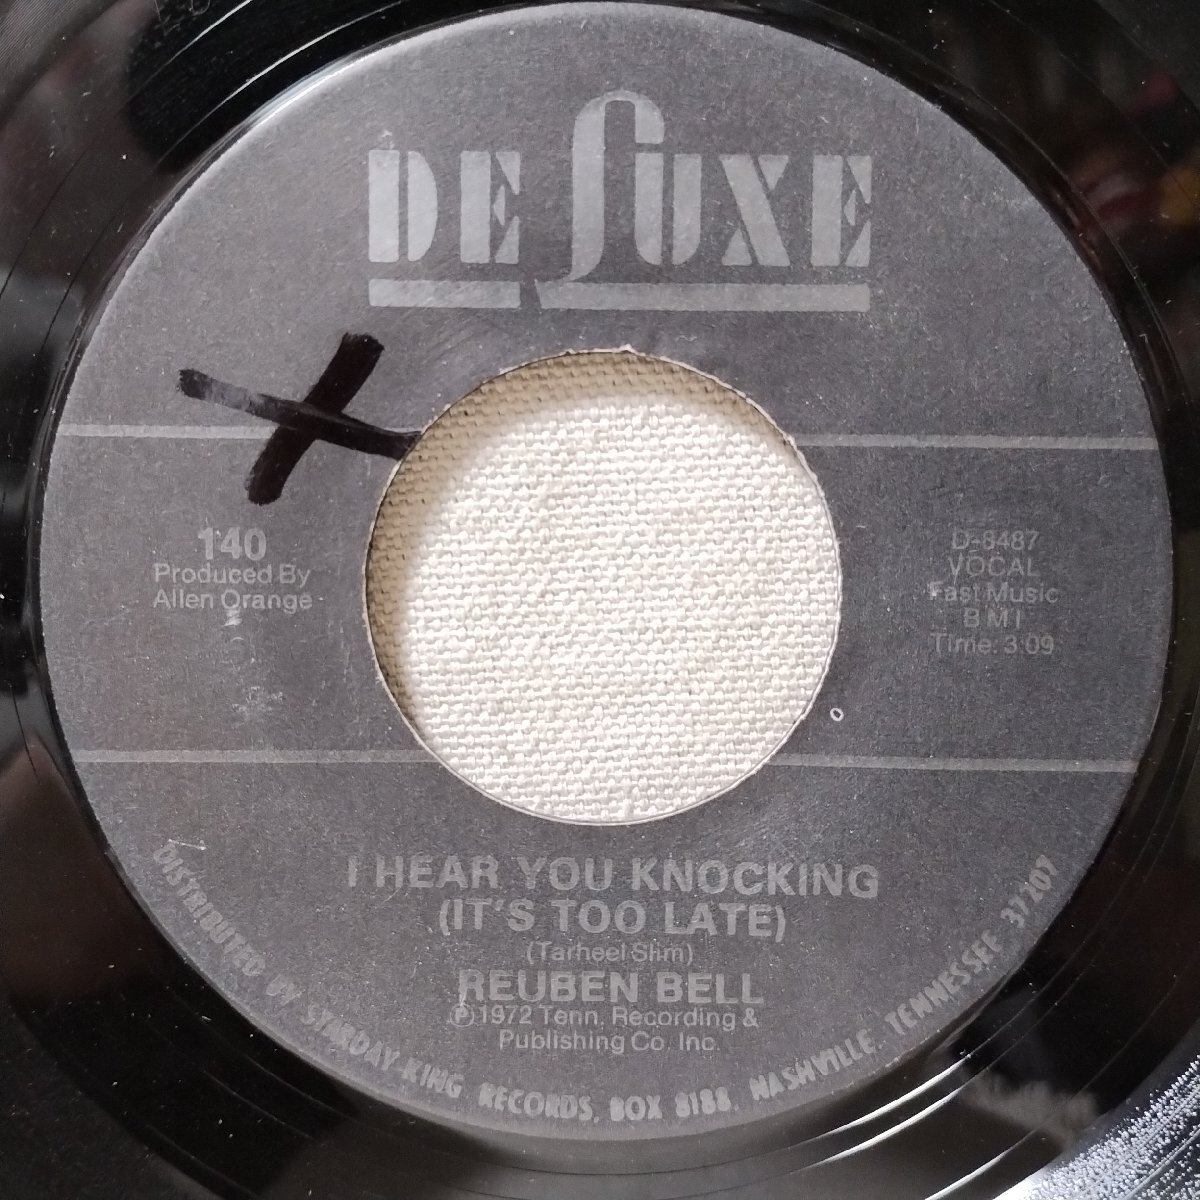 DE LUXE
140
Produced By
Allen Orange
D-8487
VOCAL
Fast Music
B M I
Time: 3:09
I HEAR YOU KNOCKING
(IT'S TOO LATE)
(Tarheel Slim)
REUBEN BELL
Ⓟ 1972 Tenn. Recording &
Publishing Co. Inc.
DISTRIBUTED BY STARDAY-KING RECORDS, BOX 8188, NASHVILLE, TENNESSEE 37207